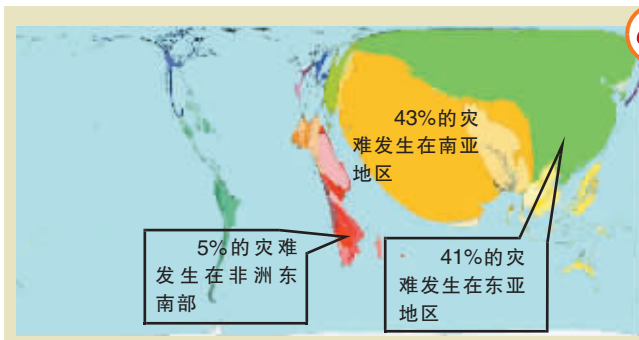 43%的灾
难发生在南亚
地区
5%的灾难
发生在非洲东
南部
41%的灾
难发生在东亚
地区